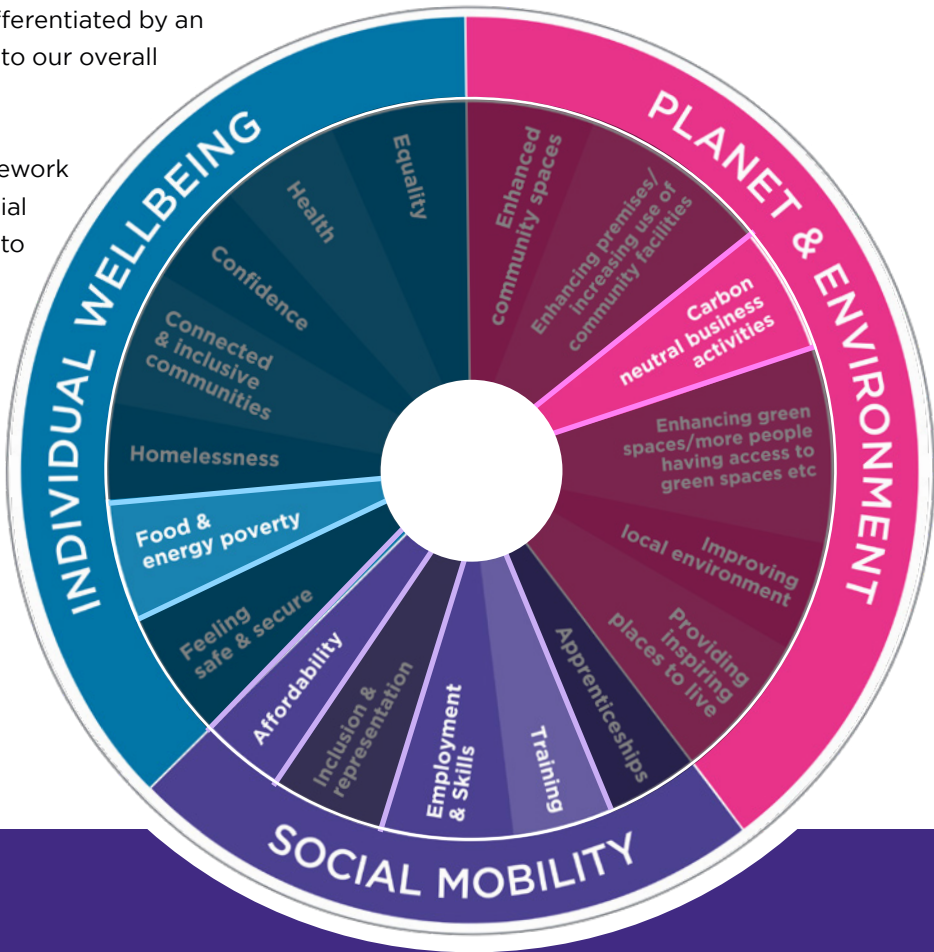 fferentiated by an
to our overall
ework
ial
to
INDIVIDUAL WELLBEING
Equality
Health
Confidence
Connected
& inclusive
communities
Homelessness
Food &
energy poverty
Feeling
safe & secure
PLANET & ENVIRONMENT
Enhanced
community spaces
Enhancing premises/
increasing use of
community facilities
Carbon
neutral business
activities
Enhancing green
spaces/more people
having access to
green spaces etc
Improving
local environment
Providing
inspiring
places to live
SOCIAL MOBILITY
Affordability
Inclusion &
representation
Employment
& Skills
Training
Apprenticeships